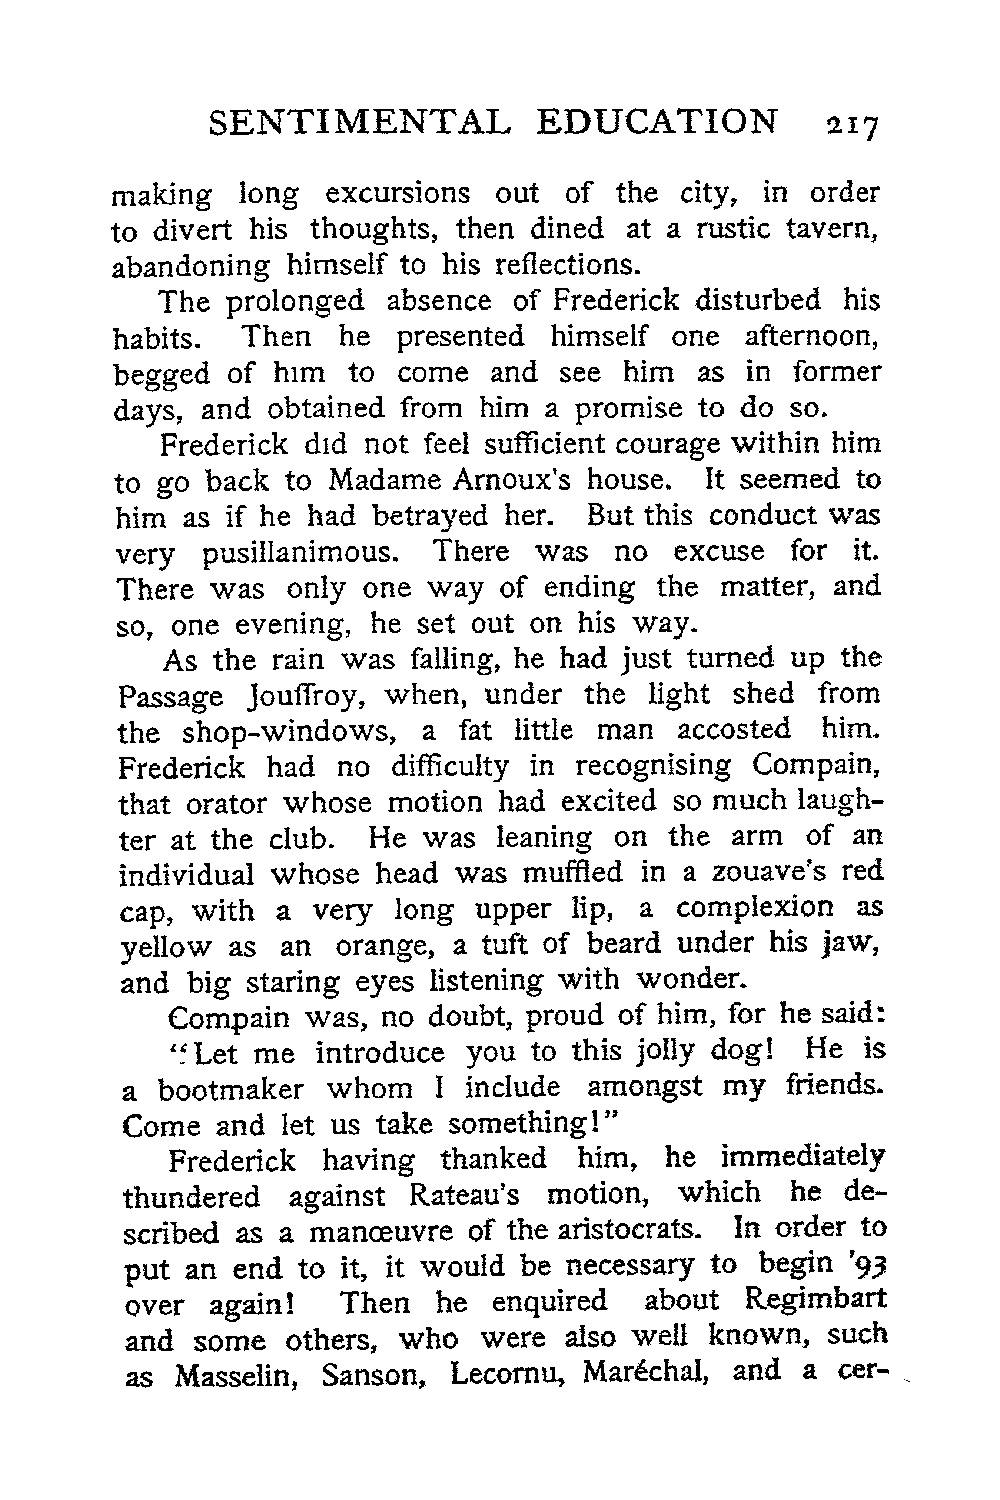 SENTIMENTAL EDUCATION 217
making long excursions out of the city, in order
to divert his thoughts, then dined at a rustic tavern,
abandoning himself to his reflections.
The prolonged absence of Frederick disturbed his
habits. Then he presented himself one afternoon,
begged of him to come and see him as in former
days, and obtained from him a promise to do so.
Frederick did not feel sufficient courage within him
to go back to Madame Arnoux's house. It seemed to
him as if he had betrayed her. But this conduct was
very pusillanimous. There was no excuse for it.
There was only one way of ending the matter, and
so, one evening, he set out on his way.
As the rain was falling, he had just turned up the
Passage Jouffroy, when, under the light shed from
the shop-windows, a fat little man accosted him.
Frederick had no difficulty in recognising Compain,
that orator whose motion had excited so much laugh-
ter at the club. He was leaning on the arm of an
individual whose head was muffled in a zouave's red
cap, with a very long upper lip, a complexion as
yellow as an orange, a tuft of beard under his jaw,
and big staring eyes listening with wonder.
Compain was, no doubt, proud of him, for he said:
"Let me introduce you to this jolly dog! He is
a bootmaker whom I include amongst my friends.
Come and let us take something!"
Frederick having thanked him, he immediately
thundered against Rateau's motion, which he de-
scribed as a manœuvre of the aristocrats. In order to
put an end to it, it would be necessary to begin '93
over again! Then he enquired about Regimbart
and some others, who were also well known, such
as Masselin, Sanson, Lecornu, Maréchal, and a cer-